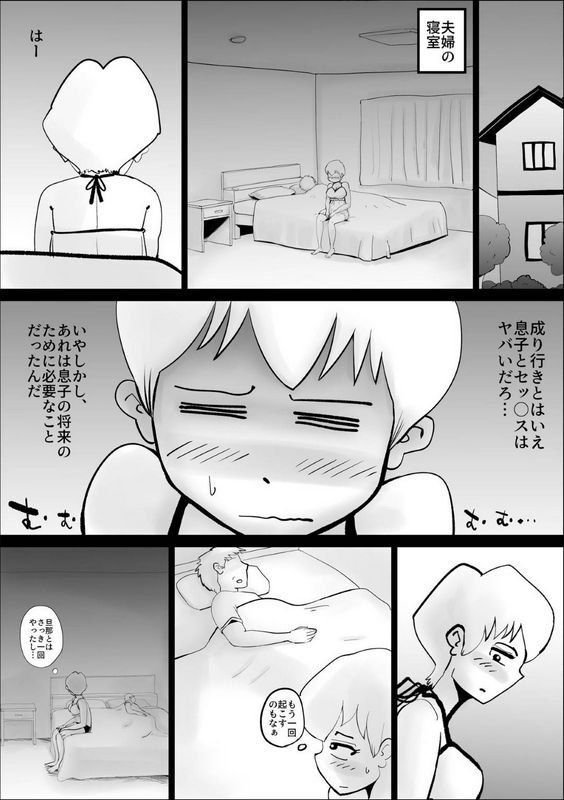 夫婦の
寝室
はー
成り行きとはいえ
息子とセッ〇スは
ヤバいだろ…
いやしかし、
あれは息子の将来の
ために必要なこと
だったんだ
む・む・…
む む
もう一回
起こす
のもなぁ
旦那とは
さっき一回
やったし…